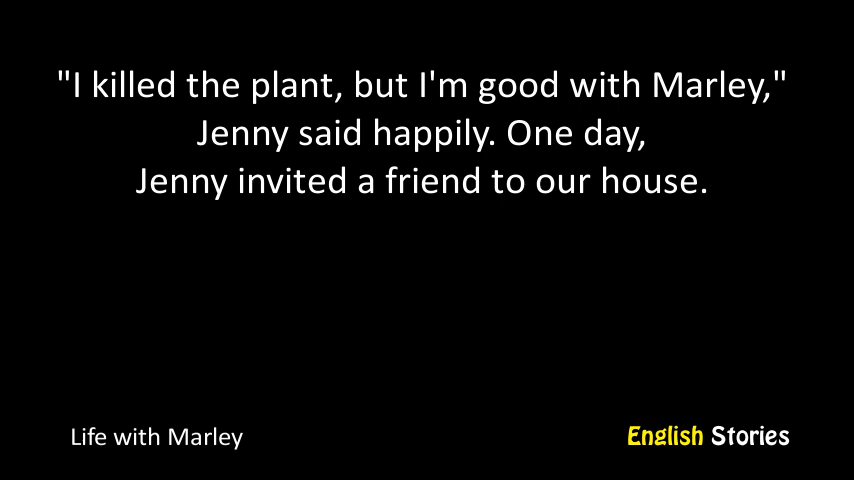 "I killed the plant, but I'm good with Marley,"
Jenny said happily. One day,
Jenny invited a friend to our house.
Life with Marley
English Stories